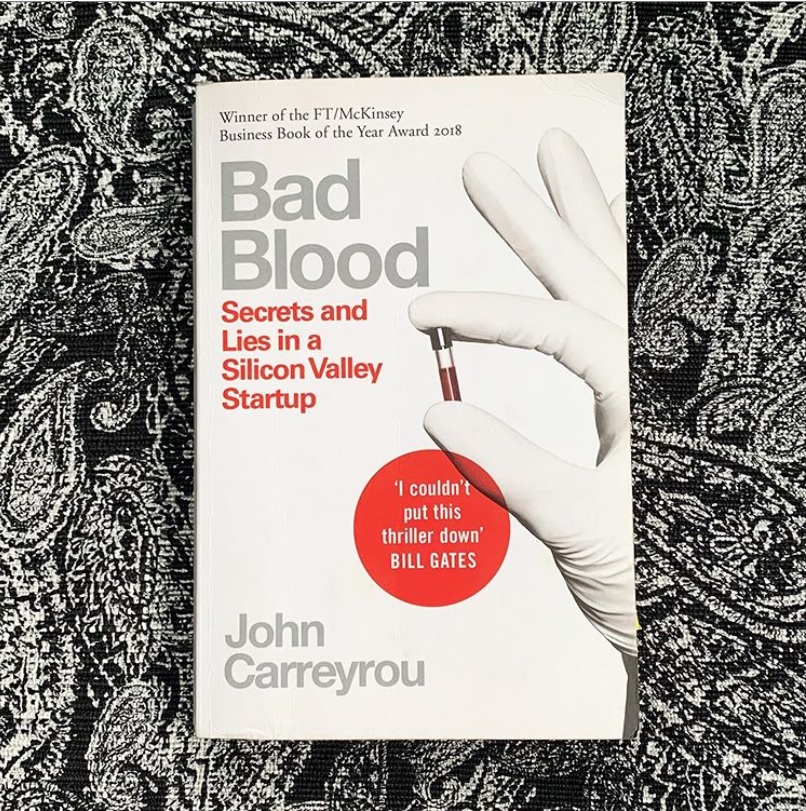 Winner of the FT/McKinsey
Business Book of the Year Award 2018
Bad
Blood
Secrets and
Lies in a
Silicon Valley
Startup
‘I couldn’t
put this
thriller down’
BILL GATES
John
Carreyrou